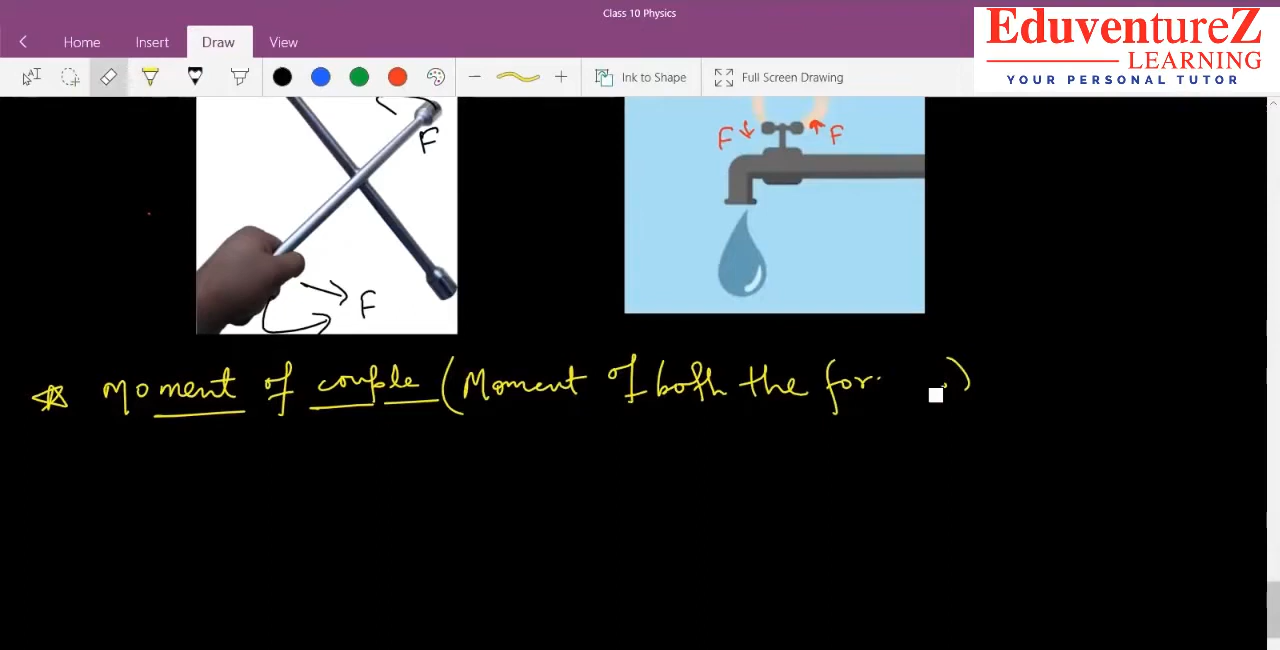 Class 10 Physics
EduventureZ
LEARNING
YOUR PERSONAL TUTOR
Home Insert Draw View
Ink to Shape Full Screen Drawing
F
F
F F
Moment of couple (Moment of both the for )